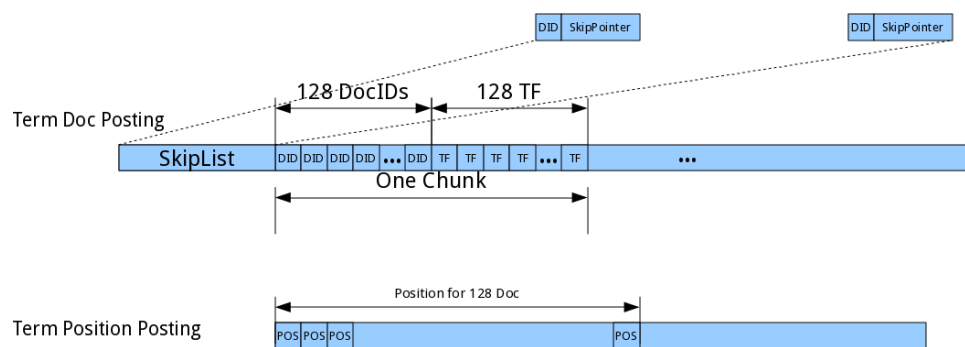 DID SkipPointer DID SkipPointer
128 DocIDs 128 TF
Term Doc Posting
SkipList DID DID DID DID ... DID TF TF TF TF ... TF ...
One Chunk
Position for 128 Doc
Term Position Posting
POS POS POS POS